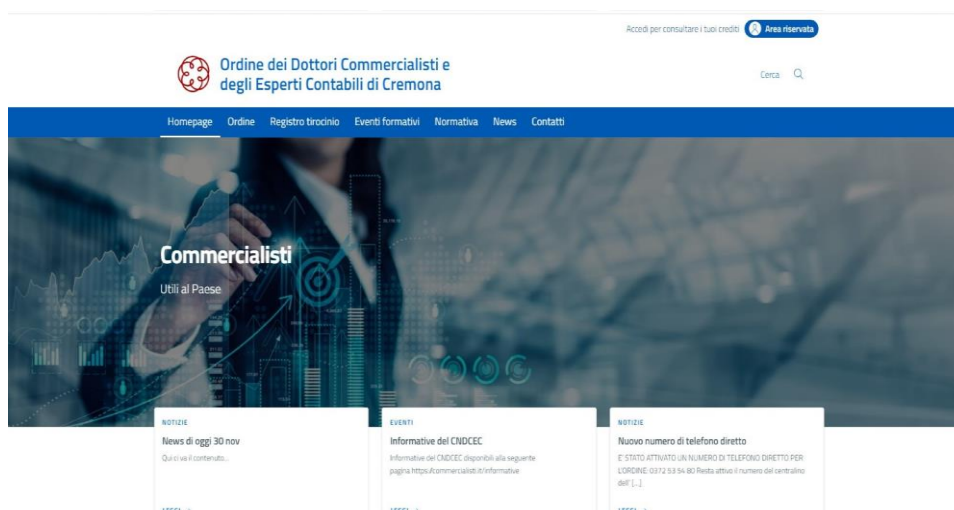 Accedi per consultare i tuoi crediti Area riservata
Ordine dei Dottori Commercialisti e
degli Esperti Contabili di Cremona
Cerca
Homepage Ordine Registro tirocinio Eventi formativi Normativa News Contatti
Commercialisti
Utili al Paese
NOTIZIE
News di oggi 30 nov
Qui ci va il contenuto...
EVENTI
Informative del CNDCEC
Informative del CNDCEC disponibili alla seguente
pagina https://commercialisti.it/informative
NOTIZIE
Nuovo numero di telefono diretto
E' STATO ATTIVATO UN NUMERO DI TELEFONO DIRETTO PER
L'ORDINE: 0372 53 54 80 Resta attivo il numero del centralino
dell' [...]